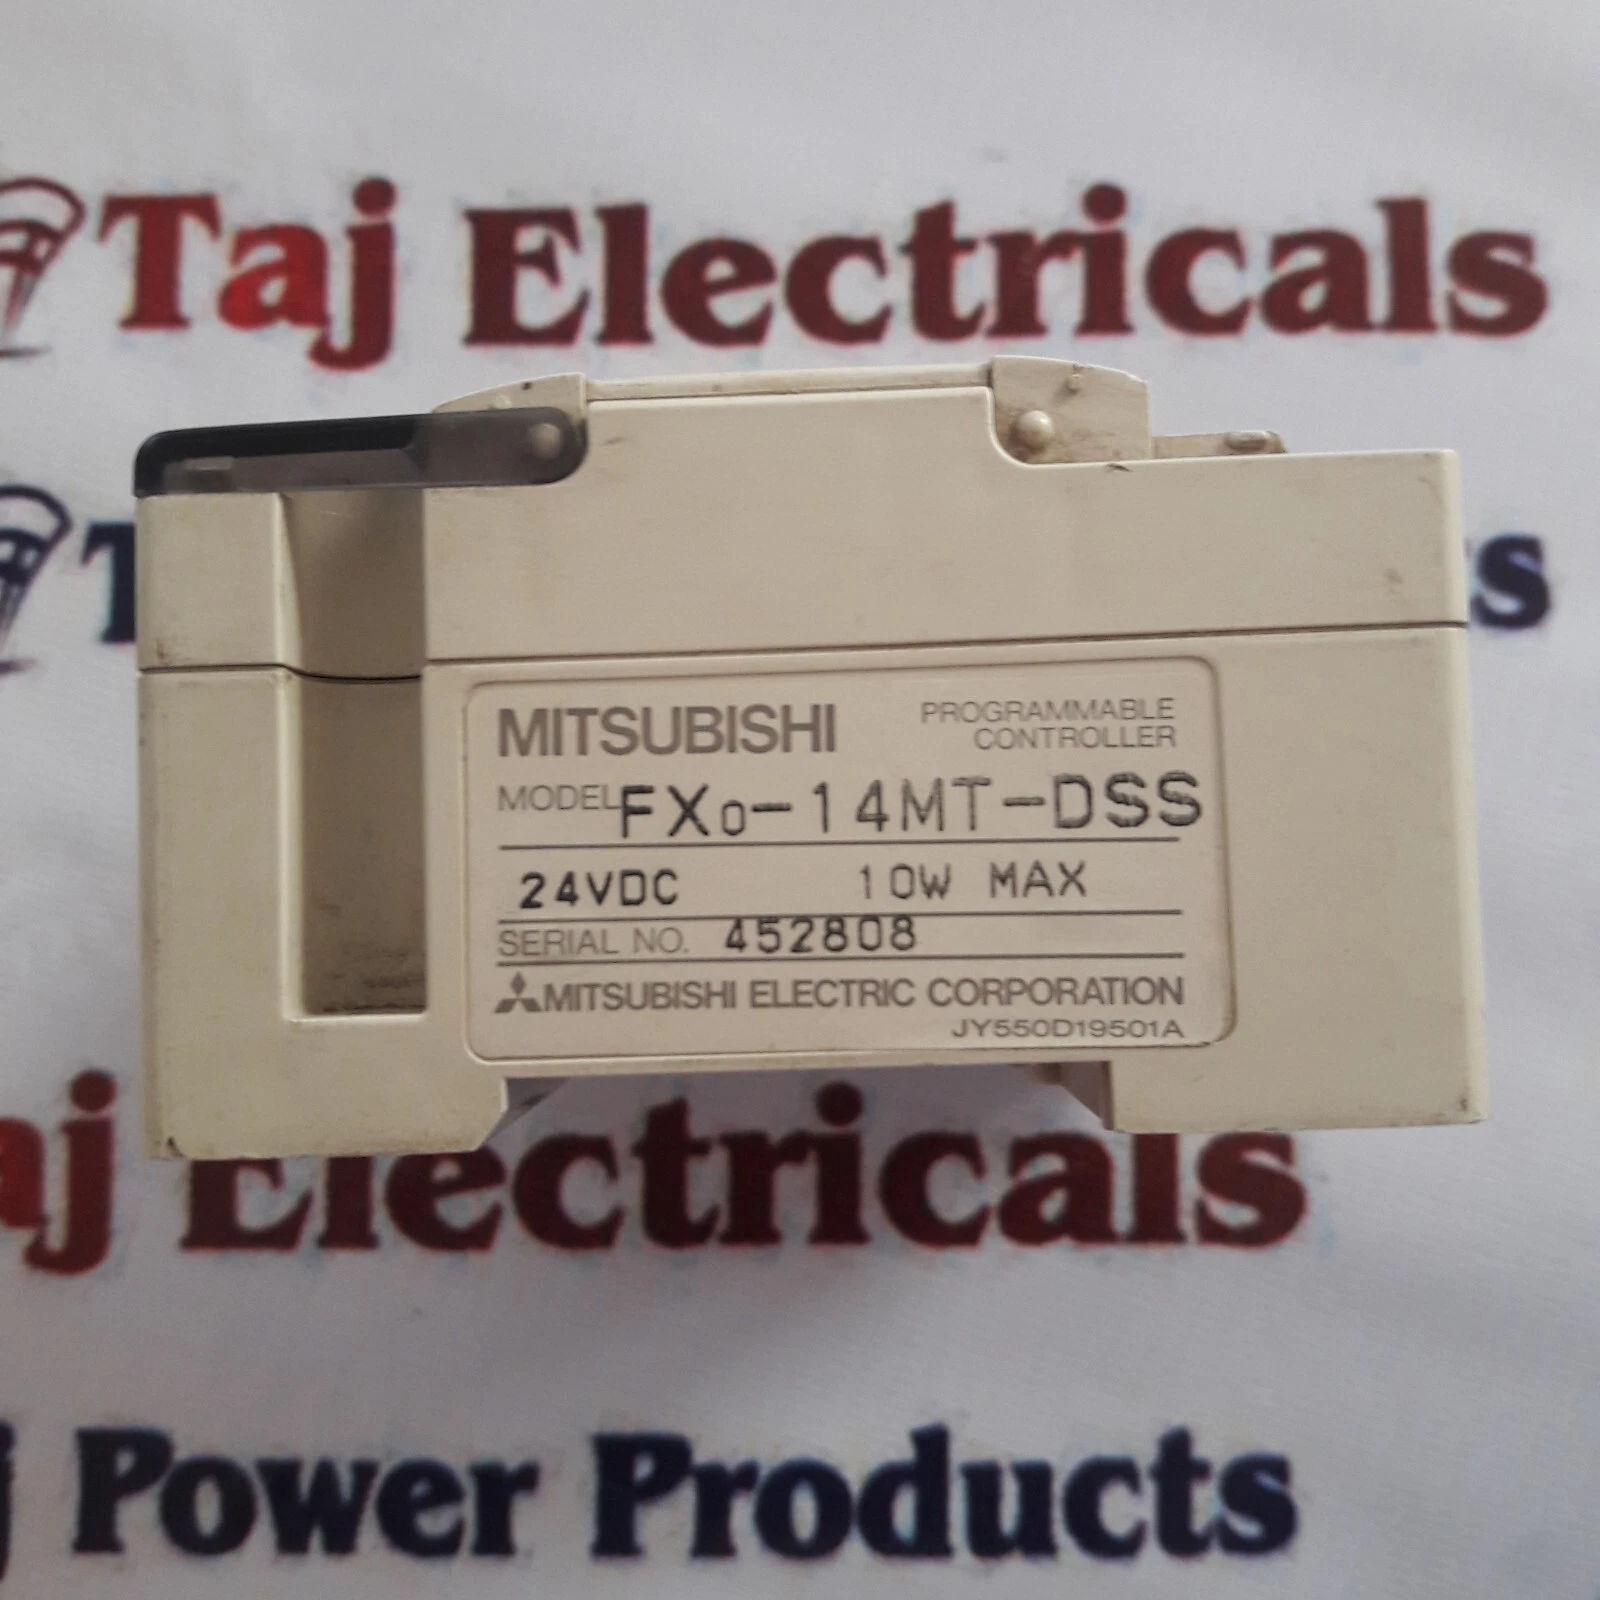 Taj Electricals
T s
MITSUBISHI PROGRAMMABLE
CONTROLLER
MODEL FX0-14MT-DSS
24VDC 10W MAX
SERIAL NO. 452808
MITSUBISHI ELECTRIC CORPORATION
JY550D19501A
aj Electricals
j Power Products